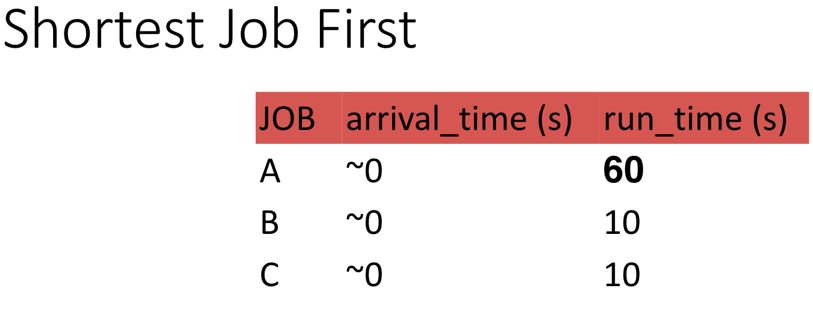 Shortest Job First
JOB arrival_time (s) run_time (s)
A ~0 60
B ~0 10
C ~0 10